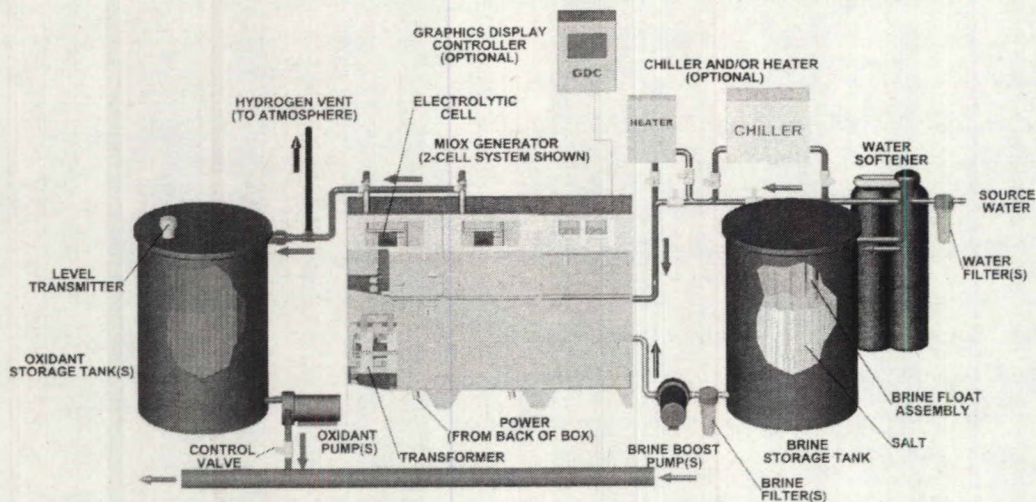 GRAPHICS DISPLAY
CONTROLLER
(OPTIONAL)
GDC
CHILLER AND/OR HEATER
(OPTIONAL)
HYDROGEN VENT
(TO ATMOSPHERE)
ELECTROLYTIC
CELL
HEATER
CHILLER
MIOX GENERATOR
(2-CELL SYSTEM SHOWN)
WATER
SOFTENER
SOURCE
WATER
LEVEL
TRANSMITTER
WATER
FILTER(S)
OXIDANT
STORAGE TANK(S)
BRINE FLOAT
ASSEMBLY
POWER
(FROM BACK OF BOX)
CONTROL
VALVE
OXIDANT
PUMP(S)
TRANSFORMER
BRINE BOOST
PUMP(S)
BRINE
STORAGE TANK
SALT
BRINE
FILTER(S)